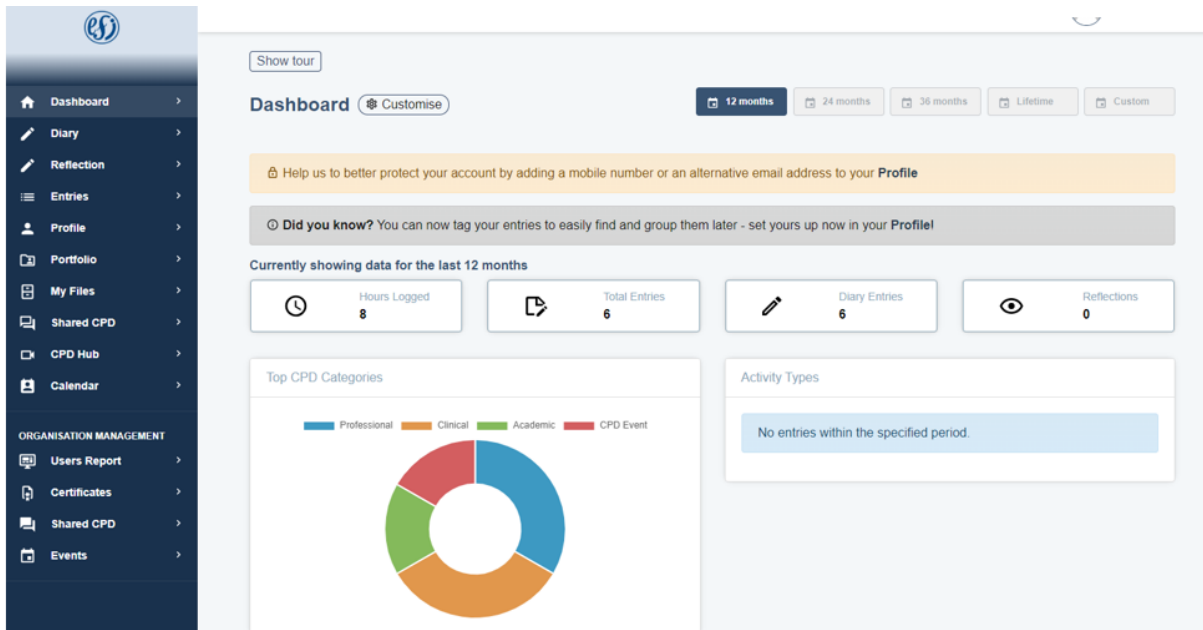 esi
Show tour
Dashboard
Customise
12 months
24 months
36 months
Lifetime
Custom
Dashboard
Diary
Reflection
Entries
Profile
Portfolio
My Files
Shared CPD
CPD Hub
Calendar
ORGANISATION MANAGEMENT
Users Report
Certificates
Shared CPD
Events
Help us to better protect your account by adding a mobile number or an alternative email address to your Profile
Did you know? You can now tag your entries to easily find and group them later - set yours up now in your Profile!
Currently showing data for the last 12 months
Hours Logged
8
Total Entries
6
Diary Entries
6
Reflections
0
Top CPD Categories
Professional Clinical Academic CPD Event
Activity Types
No entries within the specified period.